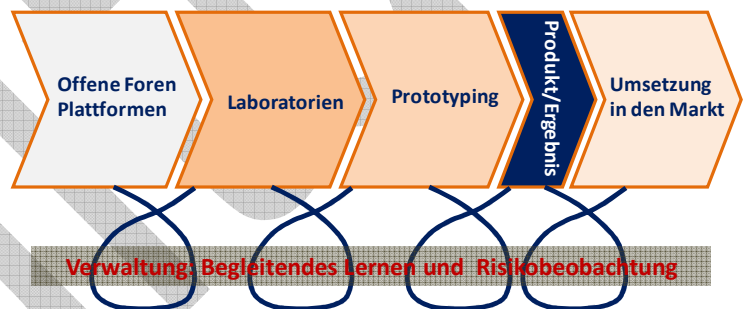 Offene Foren
Plattformen
Laboratorien
Prototyping
Produkt/Ergebnis
Umsetzung
in den Markt
Verwaltung: Begleitendes Lernen und Risikobeobachtung